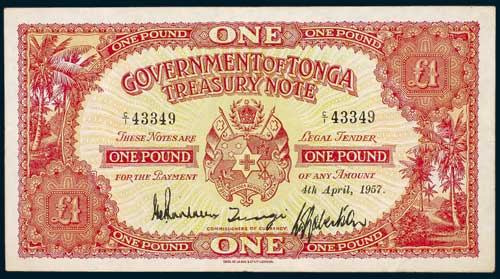 ONE
ONE POUND ONE POUND
GOVERNMENT OF TONGA
TREASURY NOTE
£1
C/1 43349 C/1 43349
THESE NOTES ARE LEGAL TENDER
ONE POUND ONE POUND
FOR THE PAYMENT OF ANY AMOUNT
4th April, 1957.
£1
COMMISSIONERS OF CURRENCY.
ONE POUND ONE POUND
ONE